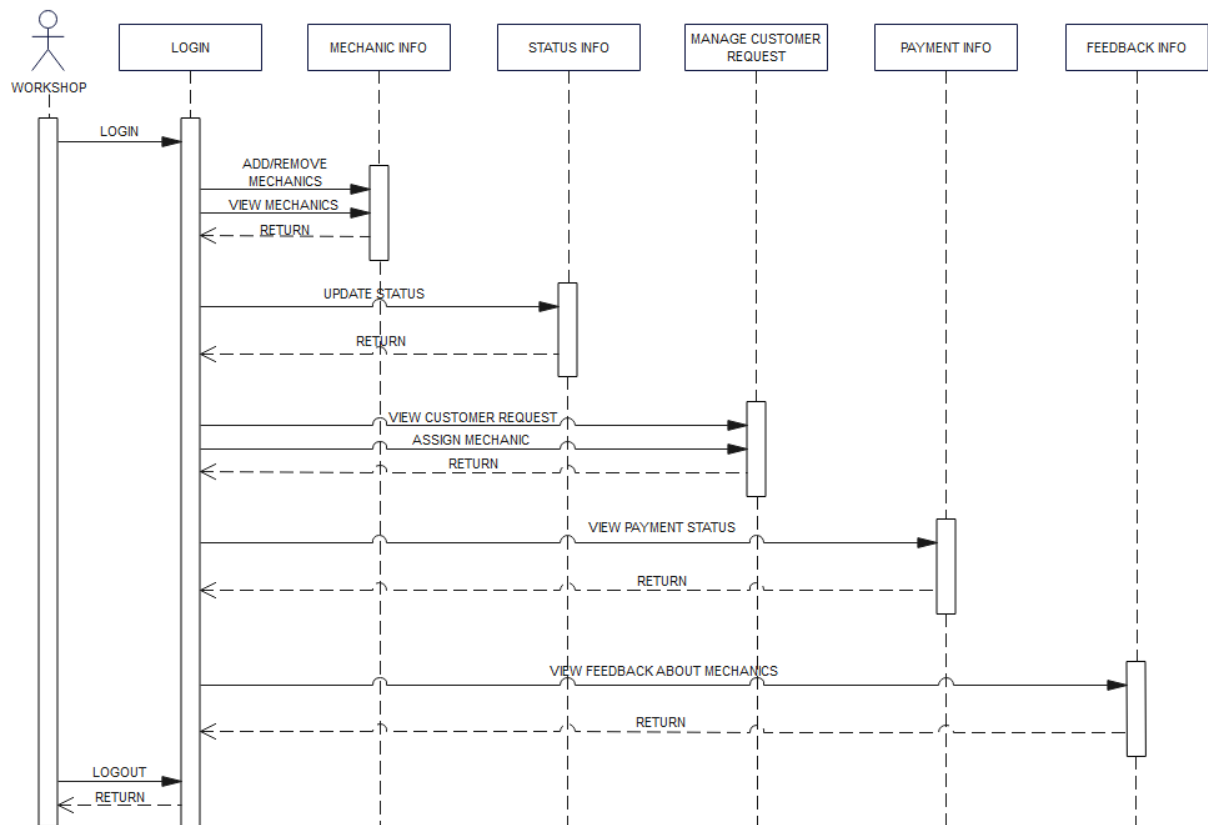 WORKSHOP
LOGIN
MECHANIC INFO
STATUS INFO
MANAGE CUSTOMER
REQUEST
PAYMENT INFO
FEEDBACK INFO
LOGIN
ADD/REMOVE
MECHANICS
VIEW MECHANICS
RETURN
UPDATE STATUS
RETURN
VIEW CUSTOMER REQUEST
ASSIGN MECHANIC
RETURN
VIEW PAYMENT STATUS
RETURN
VIEW FEEDBACK ABOUT MECHANICS
RETURN
LOGOUT
RETURN